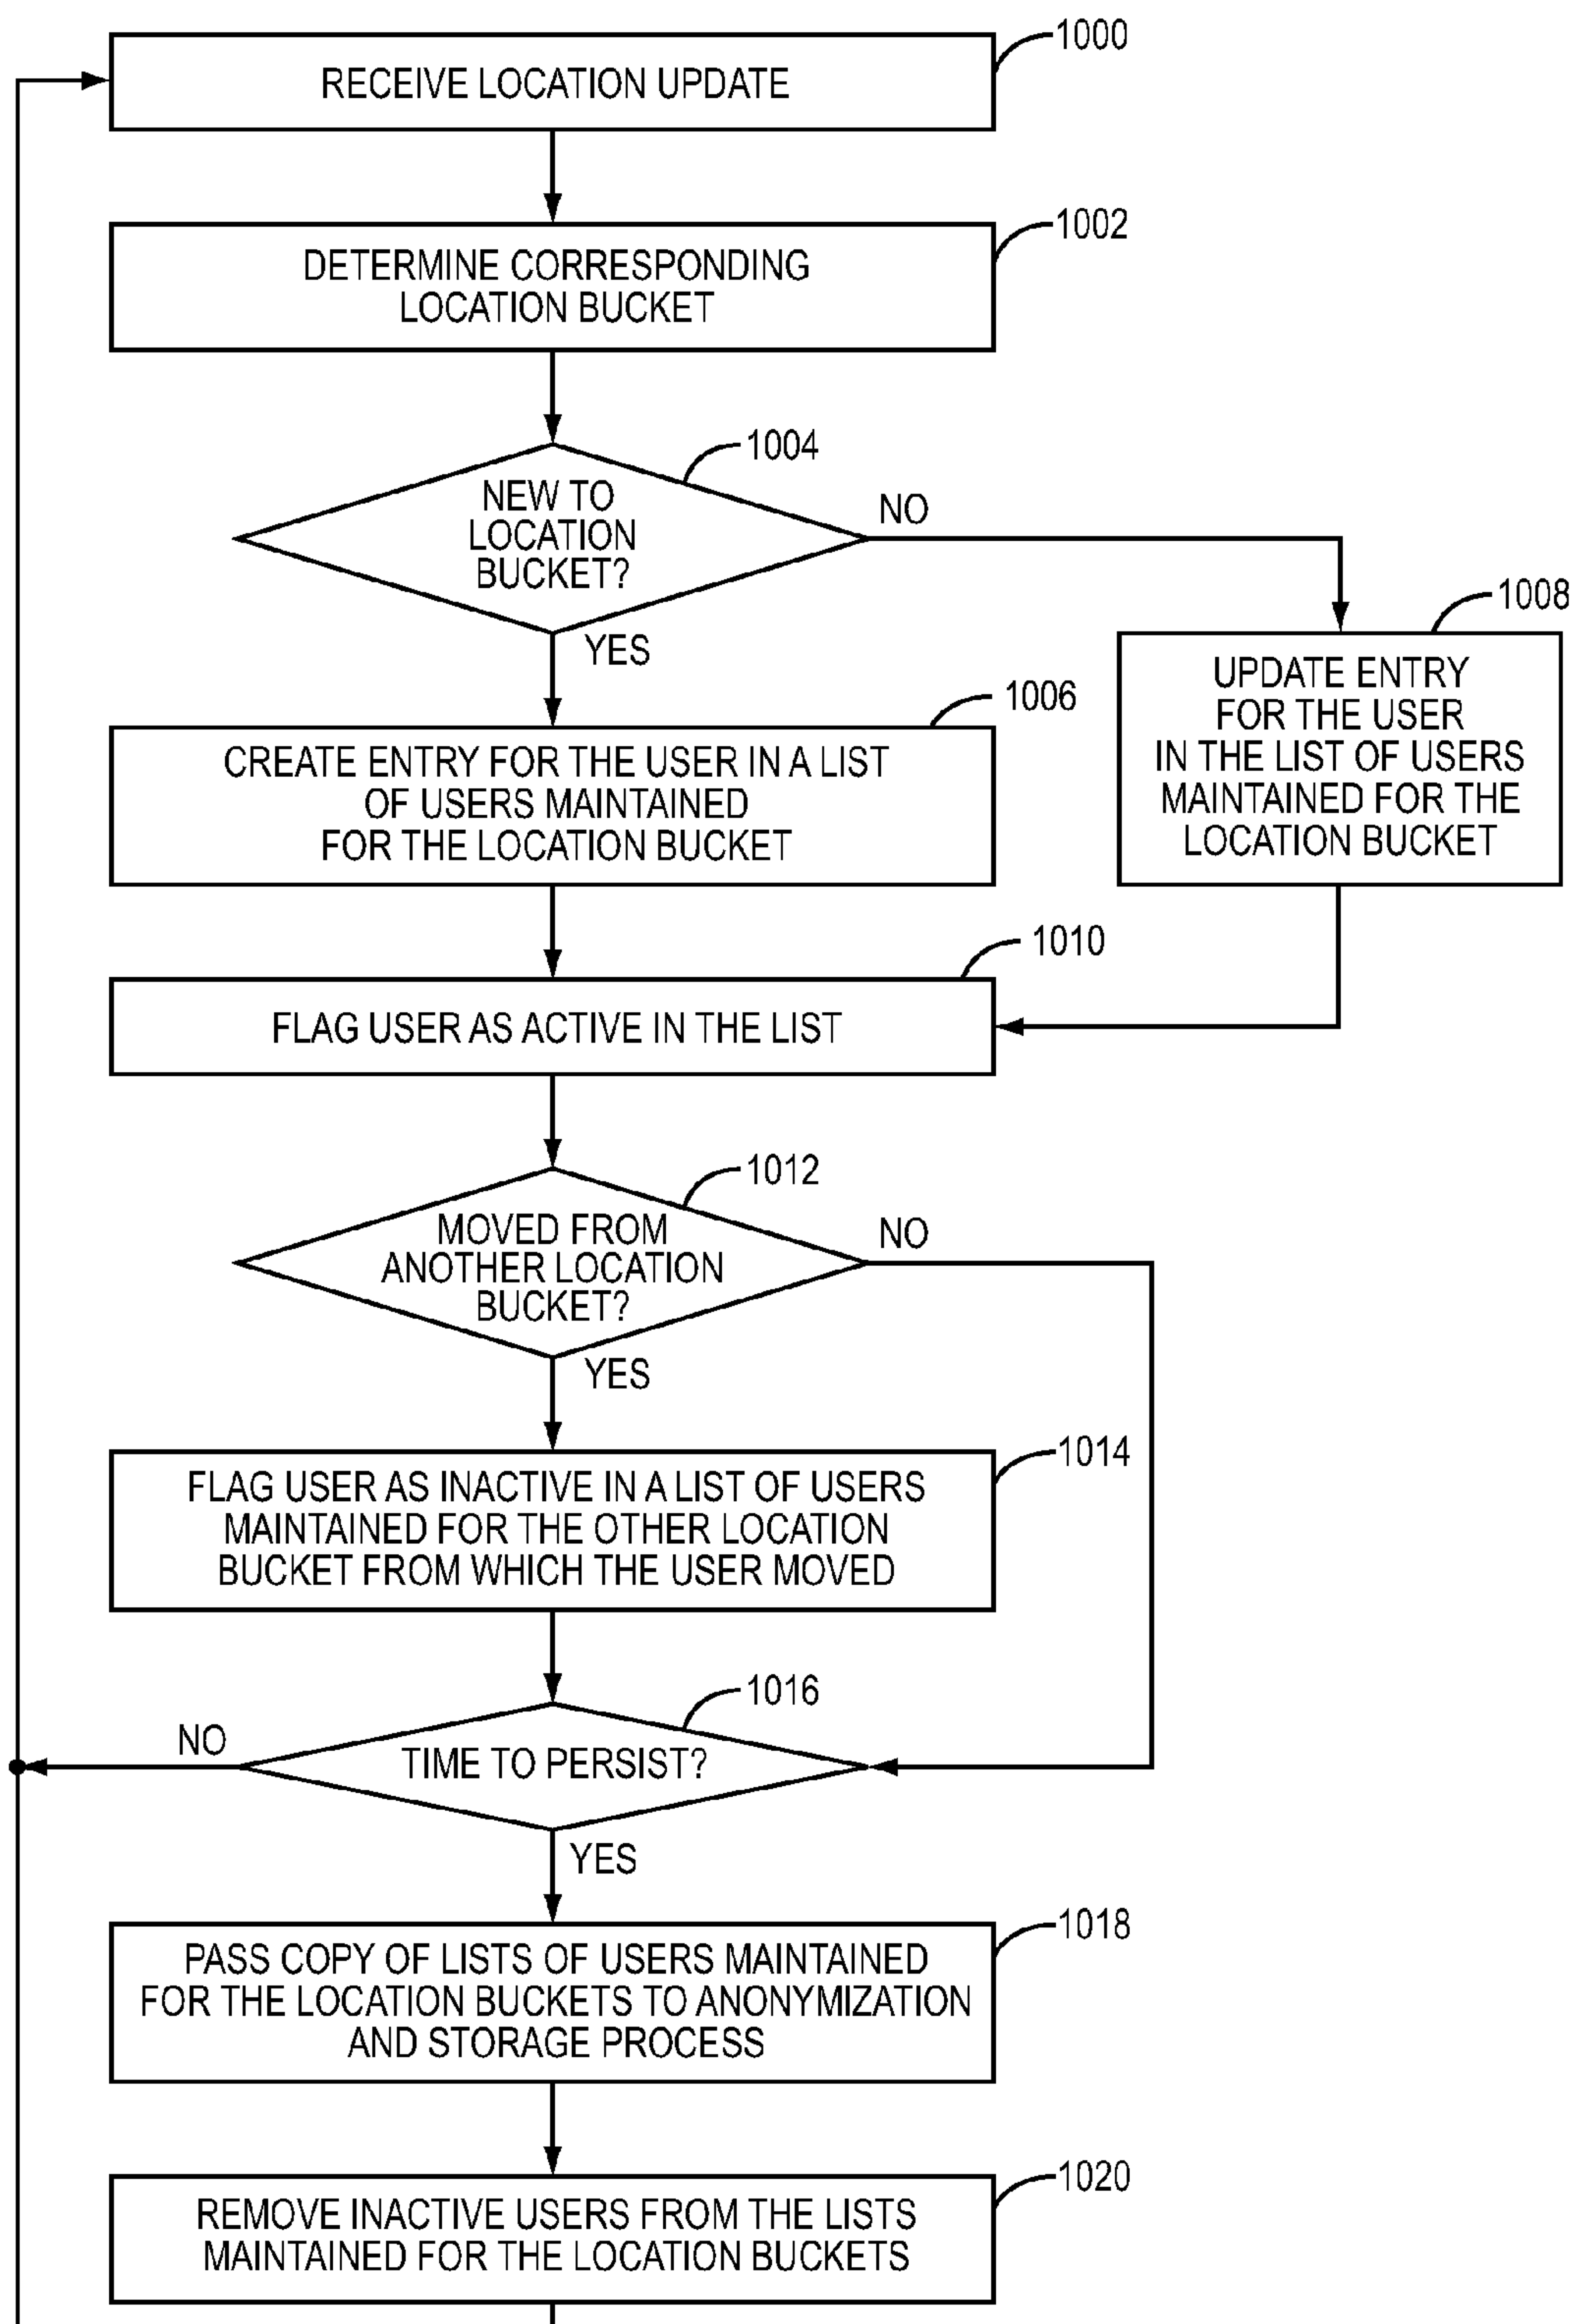 1000
RECEIVE LOCATION UPDATE
1002
DETERMINE CORRESPONDING
LOCATION BUCKET
1004
NEW TO
LOCATION
BUCKET?
NO
YES
1008
UPDATE ENTRY
FOR THE USER
IN THE LIST OF USERS
MAINTAINED FOR THE
LOCATION BUCKET
1006
CREATE ENTRY FOR THE USER IN A LIST
OF USERS MAINTAINED
FOR THE LOCATION BUCKET
1010
FLAG USER AS ACTIVE IN THE LIST
1012
MOVED FROM
ANOTHER LOCATION
BUCKET?
NO
YES
1014
FLAG USER AS INACTIVE IN A LIST OF USERS
MAINTAINED FOR THE OTHER LOCATION
BUCKET FROM WHICH THE USER MOVED
1016
NO
TIME TO PERSIST?
YES
1018
PASS COPY OF LISTS OF USERS MAINTAINED
FOR THE LOCATION BUCKETS TO ANONYMIZATION
AND STORAGE PROCESS
1020
REMOVE INACTIVE USERS FROM THE LISTS
MAINTAINED FOR THE LOCATION BUCKETS